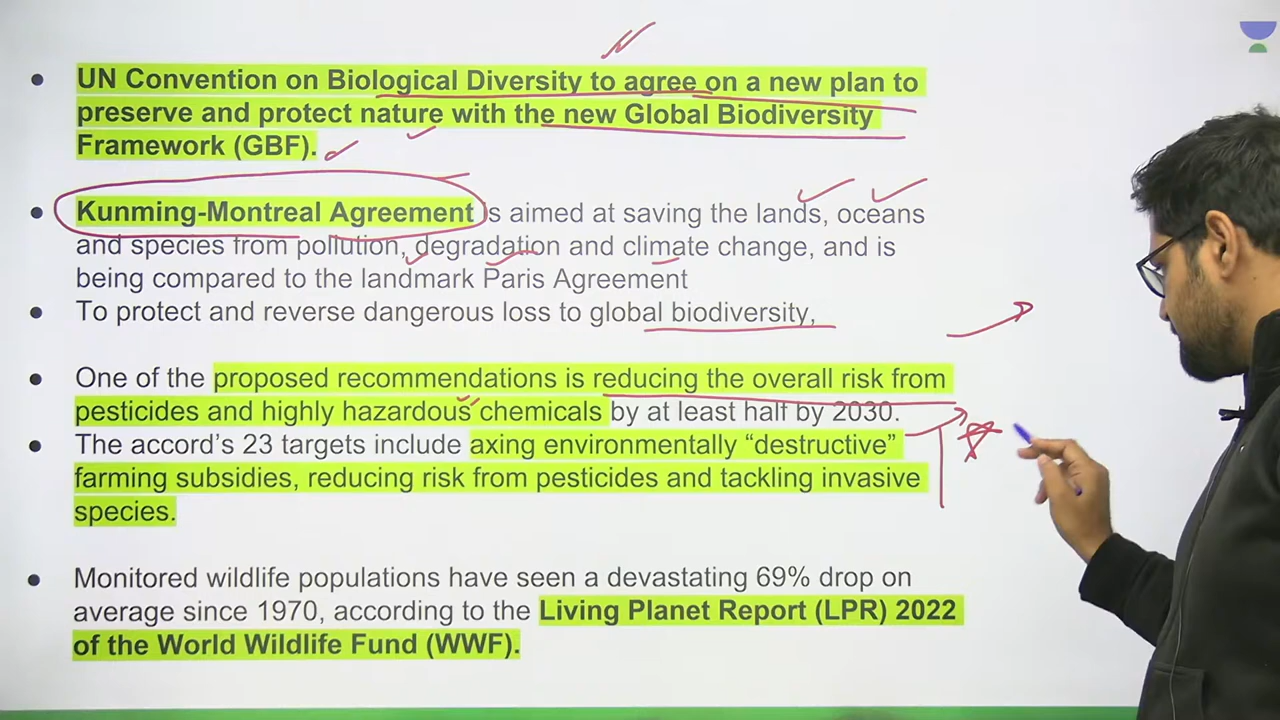 UN Convention on Biological Diversity to agree on a new plan to
preserve and protect nature with the new Global Biodiversity
Framework (GBF).
Kunming-Montreal Agreement is aimed at saving the lands, oceans
and species from pollution, degradation and climate change, and is
being compared to the landmark Paris Agreement
To protect and reverse dangerous loss to global biodiversity,
One of the proposed recommendations is reducing the overall risk from
pesticides and highly hazardous chemicals by at least half by 2030.
The accord's 23 targets include axing environmentally “destructive”
farming subsidies, reducing risk from pesticides and tackling invasive
species.
Monitored wildlife populations have seen a devastating 69% drop on
average since 1970, according to the Living Planet Report (LPR) 2022
of the World Wildlife Fund (WWF).